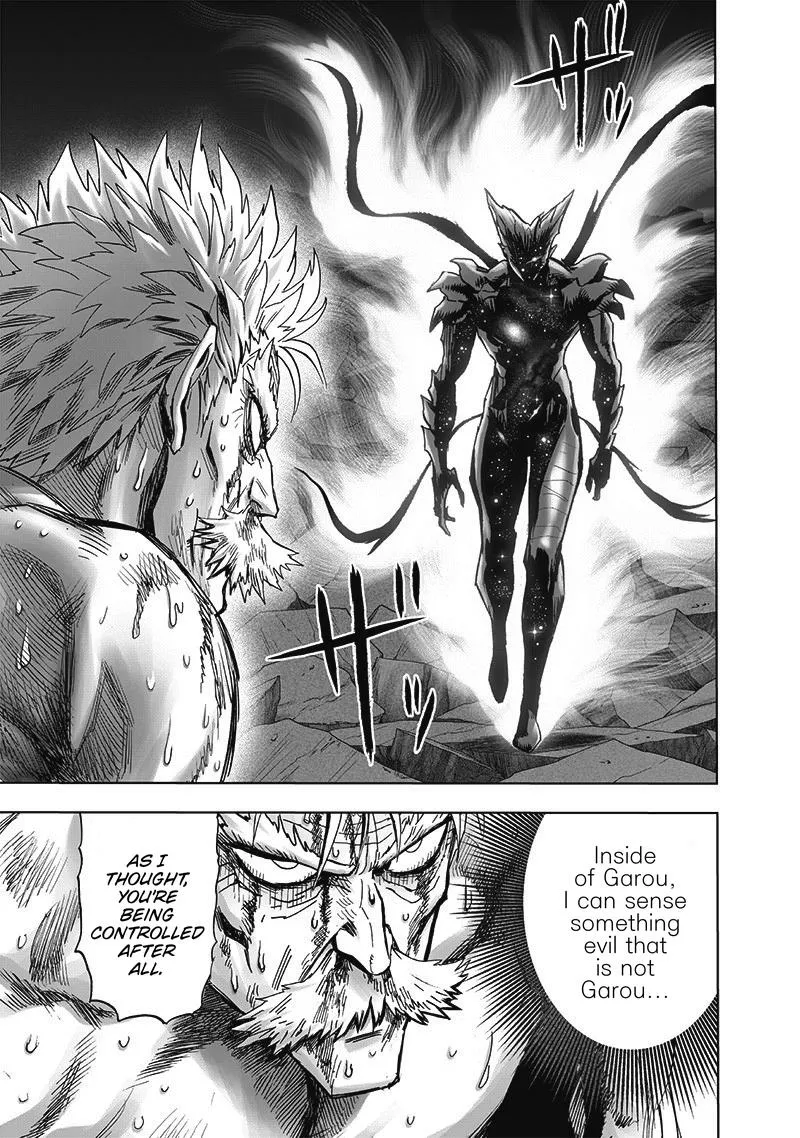 ザッ
ザッ
Inside
of Garou,
I can sense
something
evil that
is not
Garou...
AS I
THOUGHT,
YOU'RE
BEING
CONTROLLED
AFTER
ALL.